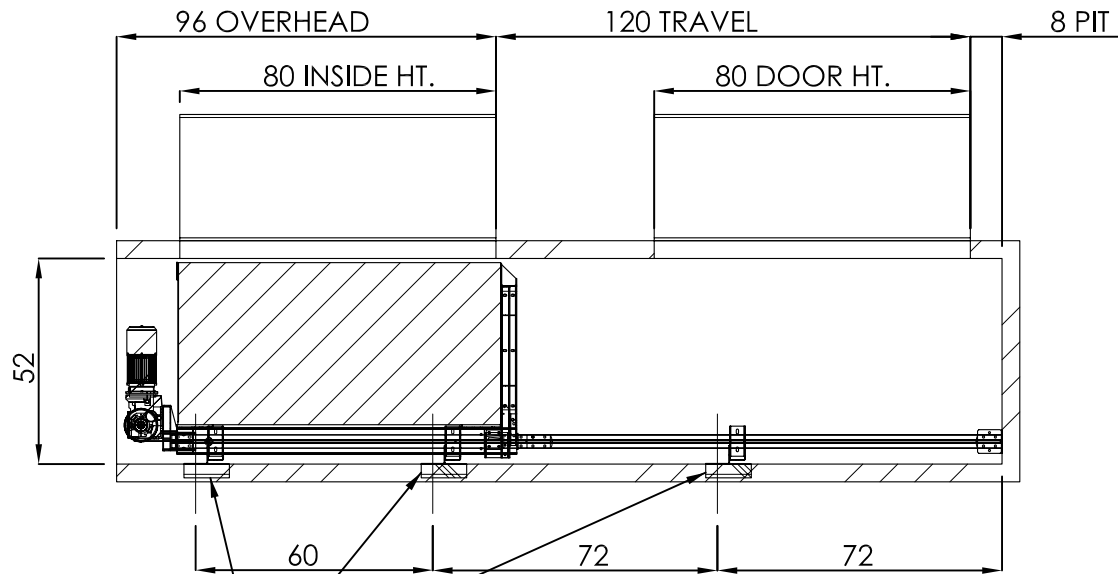 96 OVERHEAD
120 TRAVEL
8 PIT
80 INSIDE HT.
80 DOOR HT.
52
60
72
72